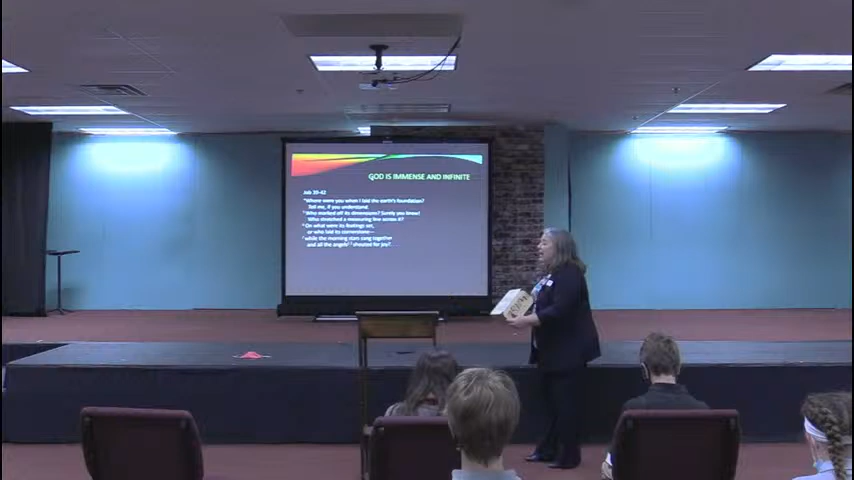 GOD IS IMMENSE AND INFINITE
Job 39-42
"Where were you when I laid the earth's foundation?
Tell me, if you understand.
Who marked off its dimensions? Surely you know!
Who stretched a measuring line across it?
On what were its footings set,
or who laid its cornerstone—
while the morning stars sang together
and all the angels shouted for joy?